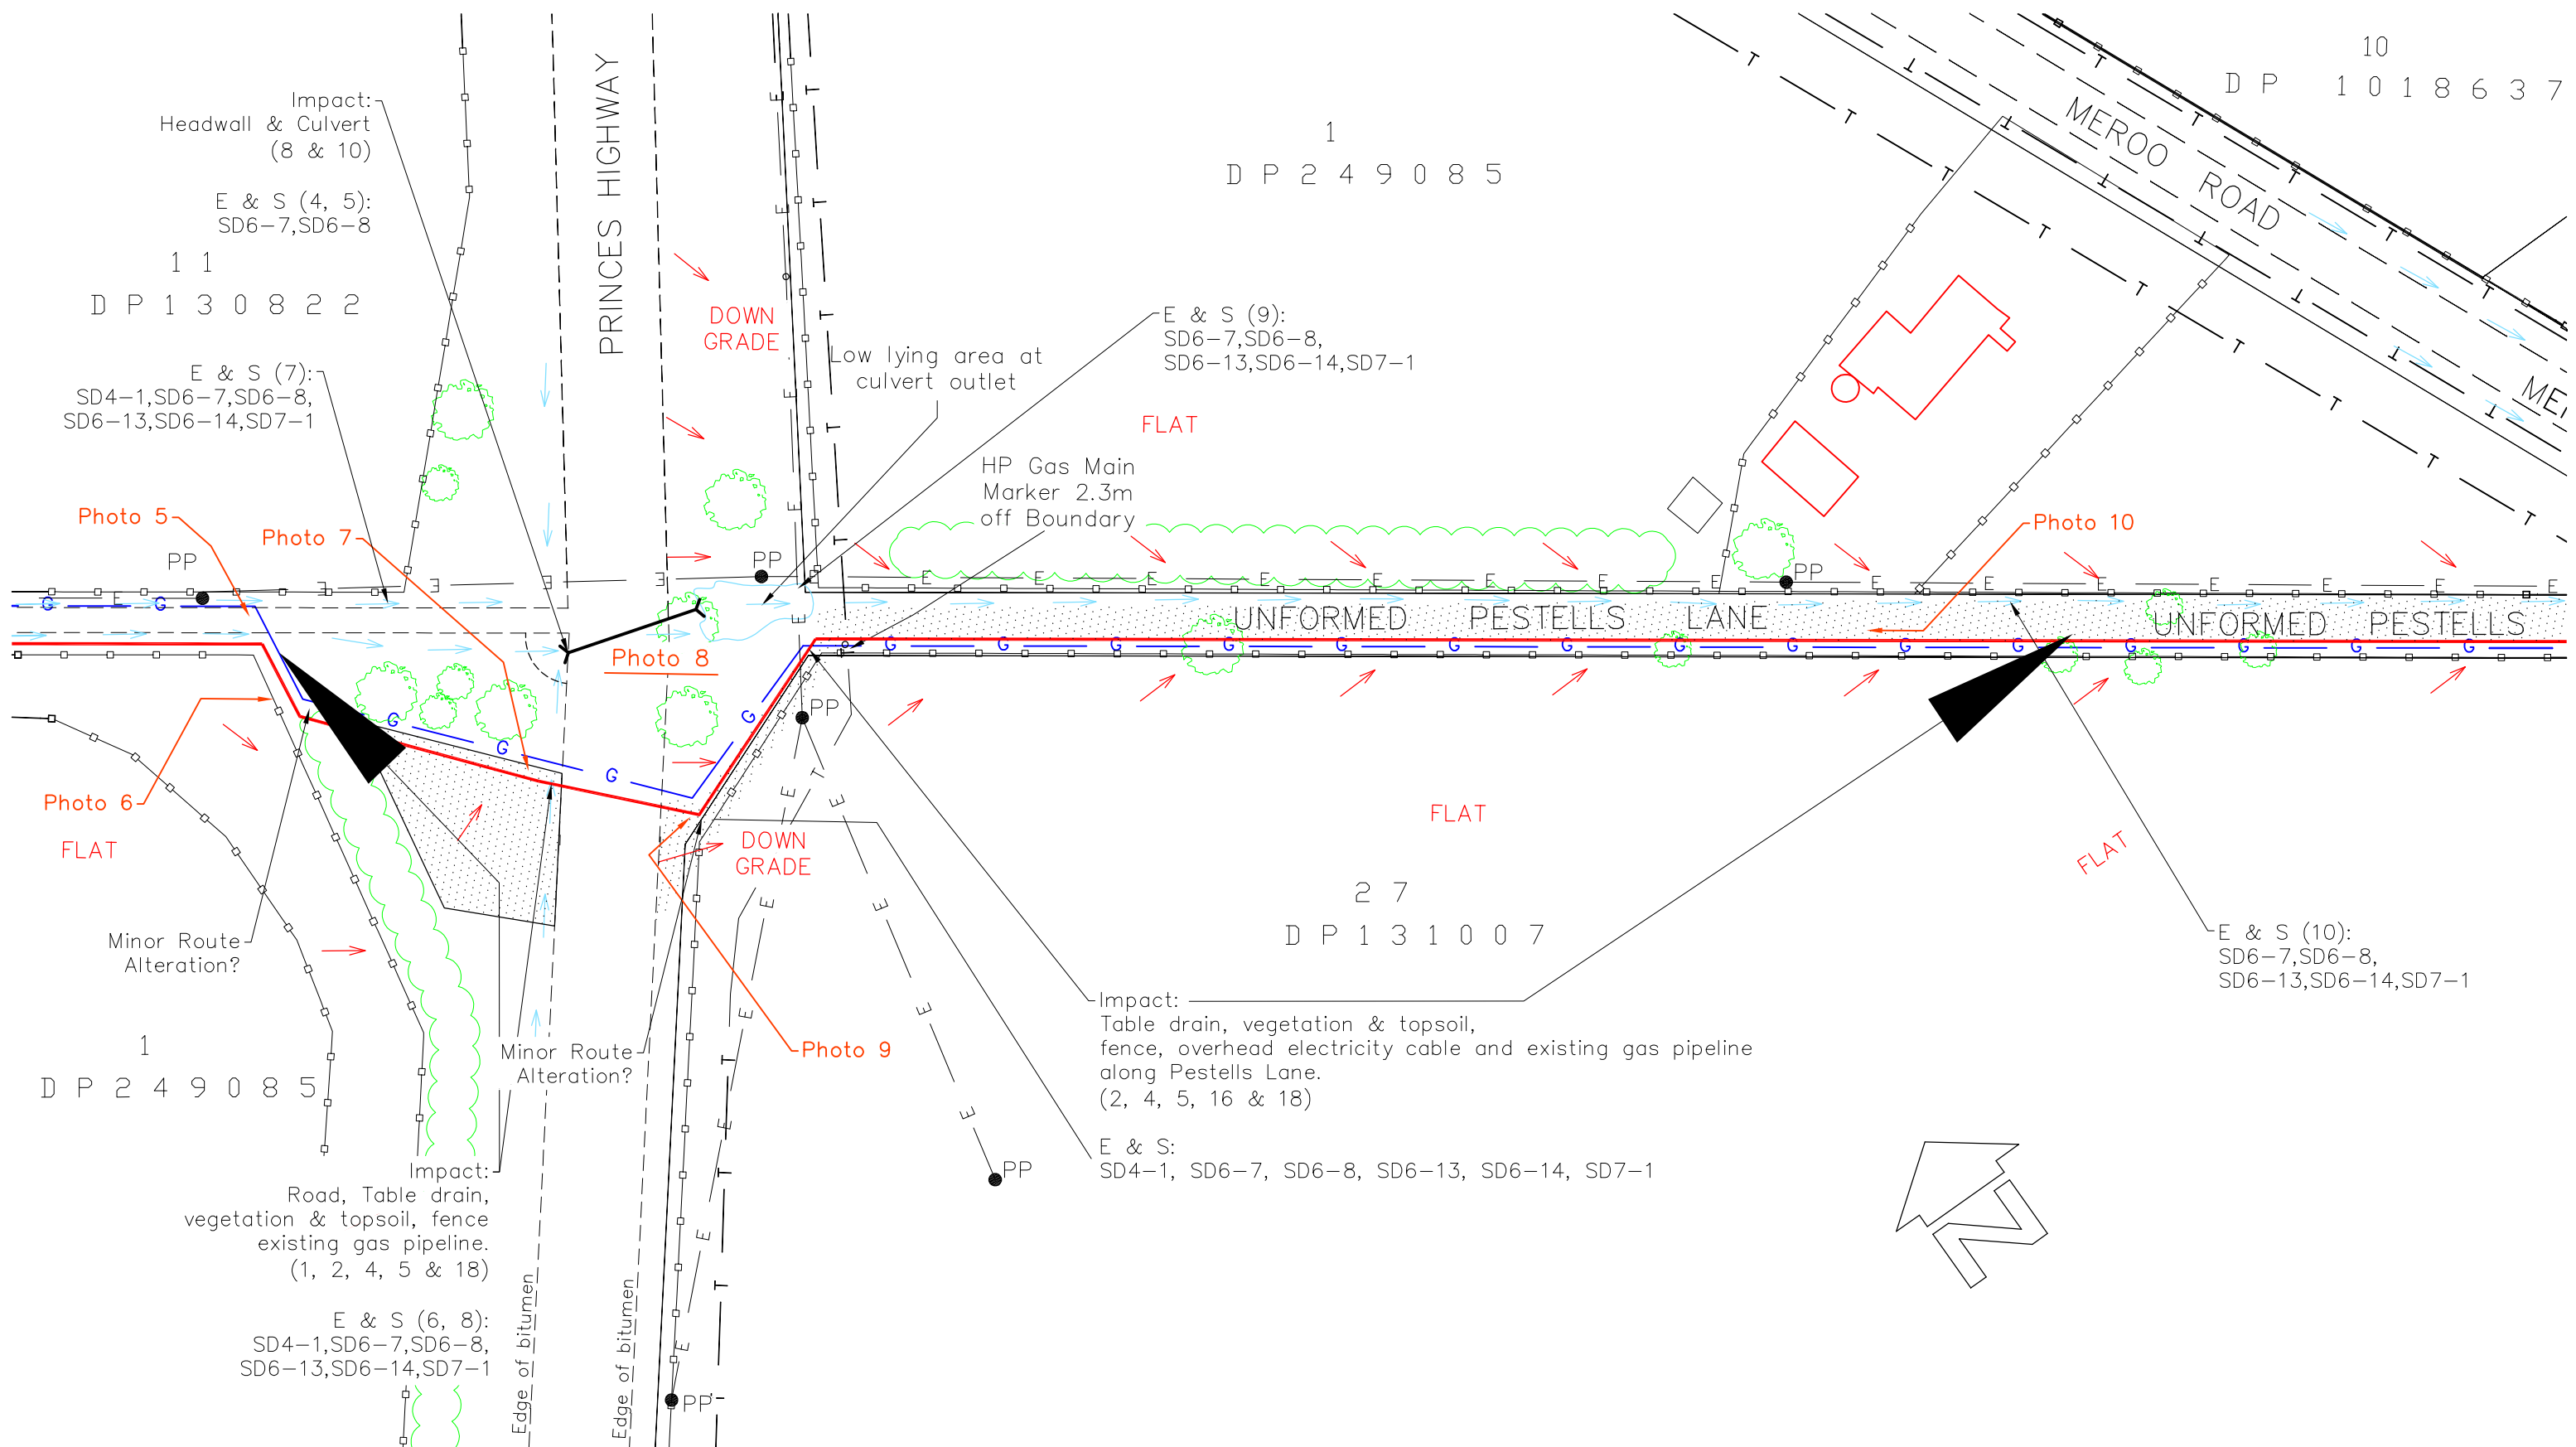 10
DP 1018637
MEROO ROAD
Impact:
Headwall & Culvert
(8 & 10)
E & S (4, 5):
SD6-7,SD6-8
PRINCES HIGHWAY
1
DP249085
11
DP130822
DOWN
GRADE
E & S (9):
SD6-7,SD6-8,
SD6-13,SD6-14,SD7-1
Low lying area at
culvert outlet
E & S (7):
SD4-1,SD6-7,SD6-8,
SD6-13,SD6-14,SD7-1
FLAT
HP Gas Main
Marker 2.3m
off Boundary
Photo 5
Photo 7
Photo 10
PP
PP
PP
UNFORMED PESTELLS LANE
UNFORMED PESTELLS
Photo 8
PP
Photo 6
FLAT
DOWN
GRADE
FLAT
FLAT
27
DP131007
Minor Route
Alteration?
E & S (10):
SD6-7,SD6-8,
SD6-13,SD6-14,SD7-1
Impact:
Table drain, vegetation & topsoil,
fence, overhead electricity cable and existing gas pipeline
along Pestells Lane.
(2, 4, 5, 16 & 18)
1
DP249085
Minor Route
Alteration?
Photo 9
E & S:
SD4-1, SD6-7, SD6-8, SD6-13, SD6-14, SD7-1
PP
Impact:
Road, Table drain,
vegetation & topsoil, fence
existing gas pipeline.
(1, 2, 4, 5 & 18)
E & S (6, 8):
SD4-1,SD6-7,SD6-8,
SD6-13,SD6-14,SD7-1
Edge of bitumen
Edge of bitumen
PP
N